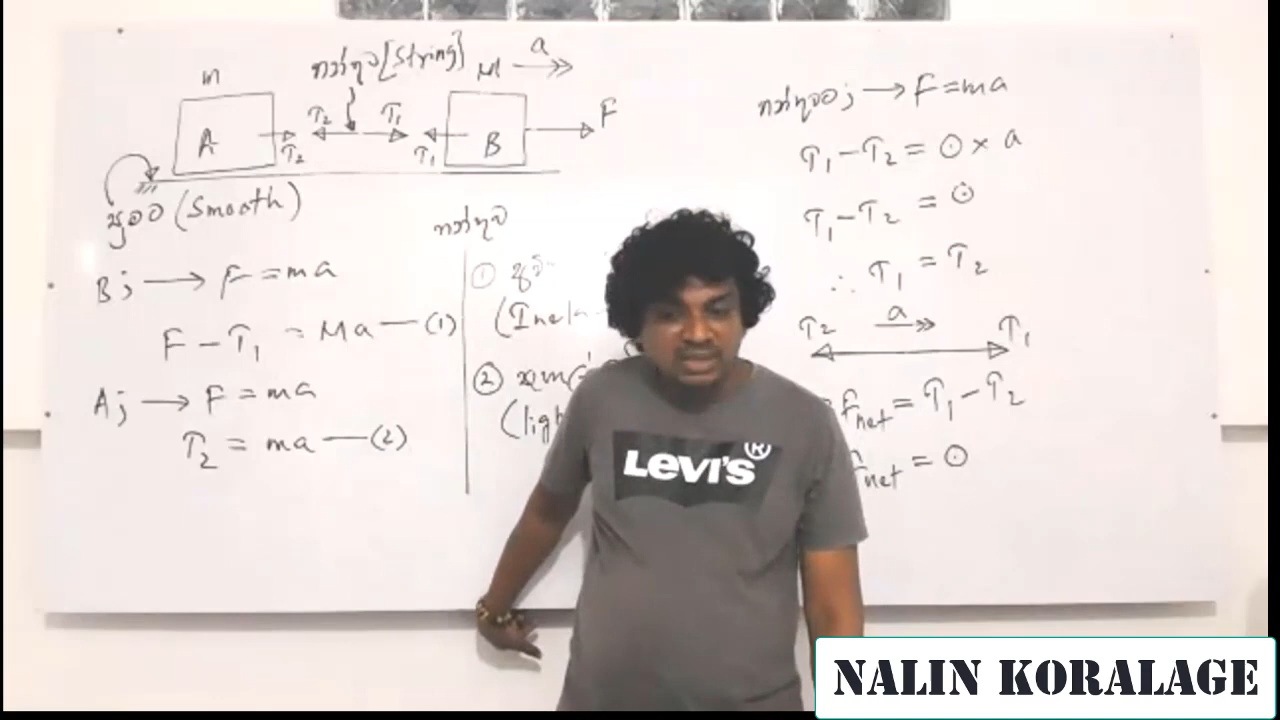 m
තන්තුව [String]
M
a
A
T₂
T₂
T₁
T₁
B
F
සුමට (Smooth)
B; → F = ma
F - T₁ = Ma — (1)
A; → F = ma
T₂ = ma — (2)
තන්තුව
①
②
තන්තුවට; → F = ma
T₁ - T₂ = 0 × a
T₁ - T₂ = 0
∴ T₁ = T₂
T₂
a
T₁
Fnet = T₁ - T₂
Fnet = 0
LEVI'S ®
NALIN KORALAGE